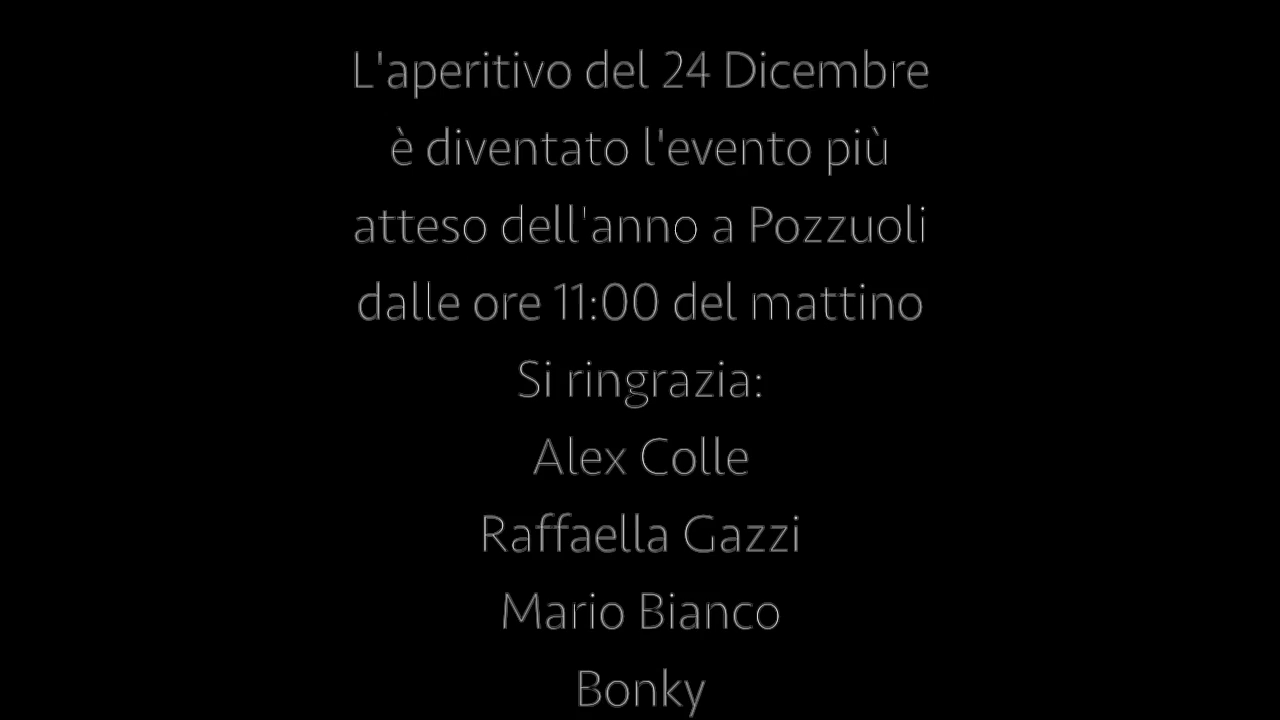 L'aperitivo del 24 Dicembre
è diventato l'evento più
atteso dell'anno a Pozzuoli
dalle ore 11:00 del mattino
Si ringrazia:
Alex Colle
Raffaella Gazzi
Mario Bianco
Bonky